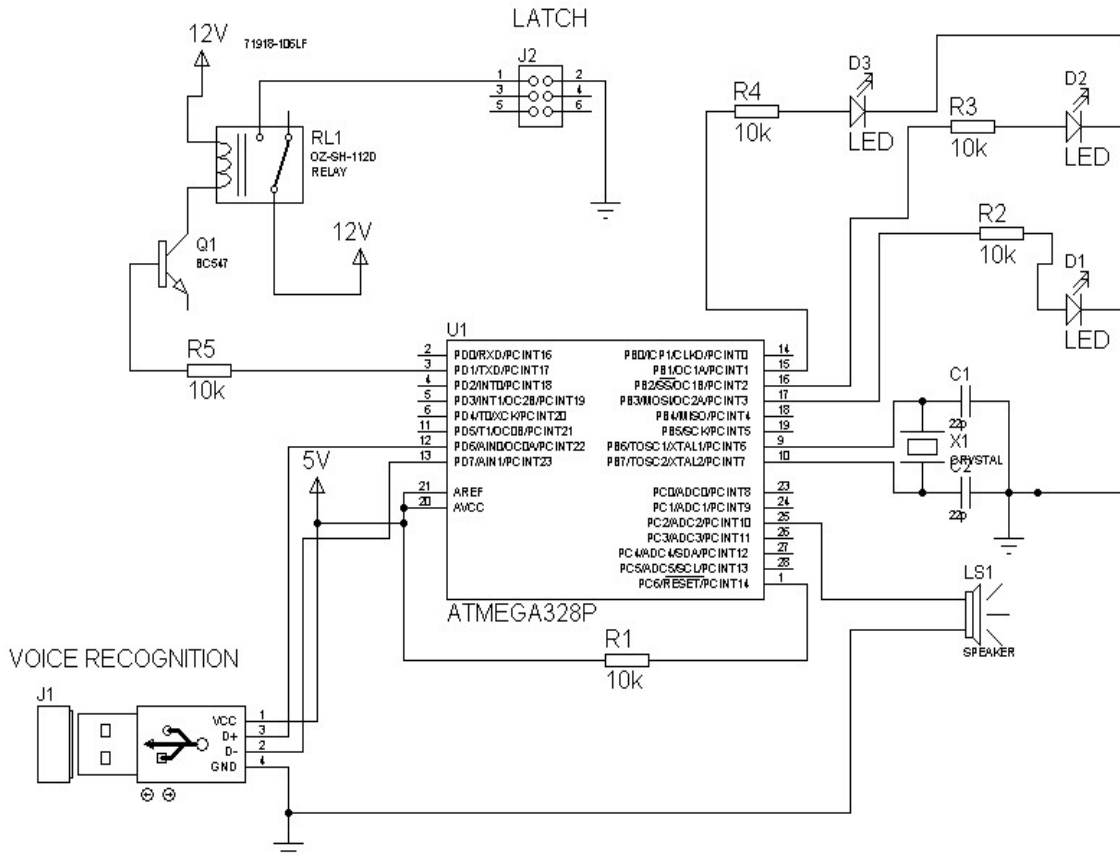 LATCH
12V
71918-106LF
J2
1
2
3
4
5
6
D3
D2
R4
10k
LED
R3
10k
LED
RL1
OZ-SH-112D
RELAY
12V
Q1
BC547
R2
10k
D1
LED
U1
R5
10k
2
PD0/RXD/PCINT16
3
PD1/TXD/PCINT17
4
PD2/INT0/PCINT18
5
PD3/INT1/OC2B/PCINT19
6
PD4/T0/XCK/PCINT20
11
PD5/T1/OC0B/PCINT21
12
PD6/AIN0/OC0A/PCINT22
13
PD7/AIN1/PCINT23
21
AREF
20
AVCC
PB0/ICP1/CLKO/PCINT0
14
PB1/OC1A/PCINT1
15
PB2/SS/OC1B/PCINT2
16
PB3/MOSI/OC2A/PCINT3
17
PB4/MISO/PCINT4
18
PB5/SCK/PCINT5
19
PB6/TOSC1/XTAL1/PCINT6
9
PB7/TOSC2/XTAL2/PCINT7
10
PC0/ADC0/PCINT8
23
PC1/ADC1/PCINT9
24
PC2/ADC2/PCINT10
25
PC3/ADC3/PCINT11
26
PC4/ADC4/SDA/PCINT12
27
PC5/ADC5/SCL/PCINT13
28
PC6/RESET/PCINT14
1
ATMEGA328P
C1
22p
X1
CRYSTAL
C2
22p
5V
LS1
SPEAKER
R1
10k
VOICE RECOGNITION
J1
VCC
1
D+
3
D-
2
GND
4